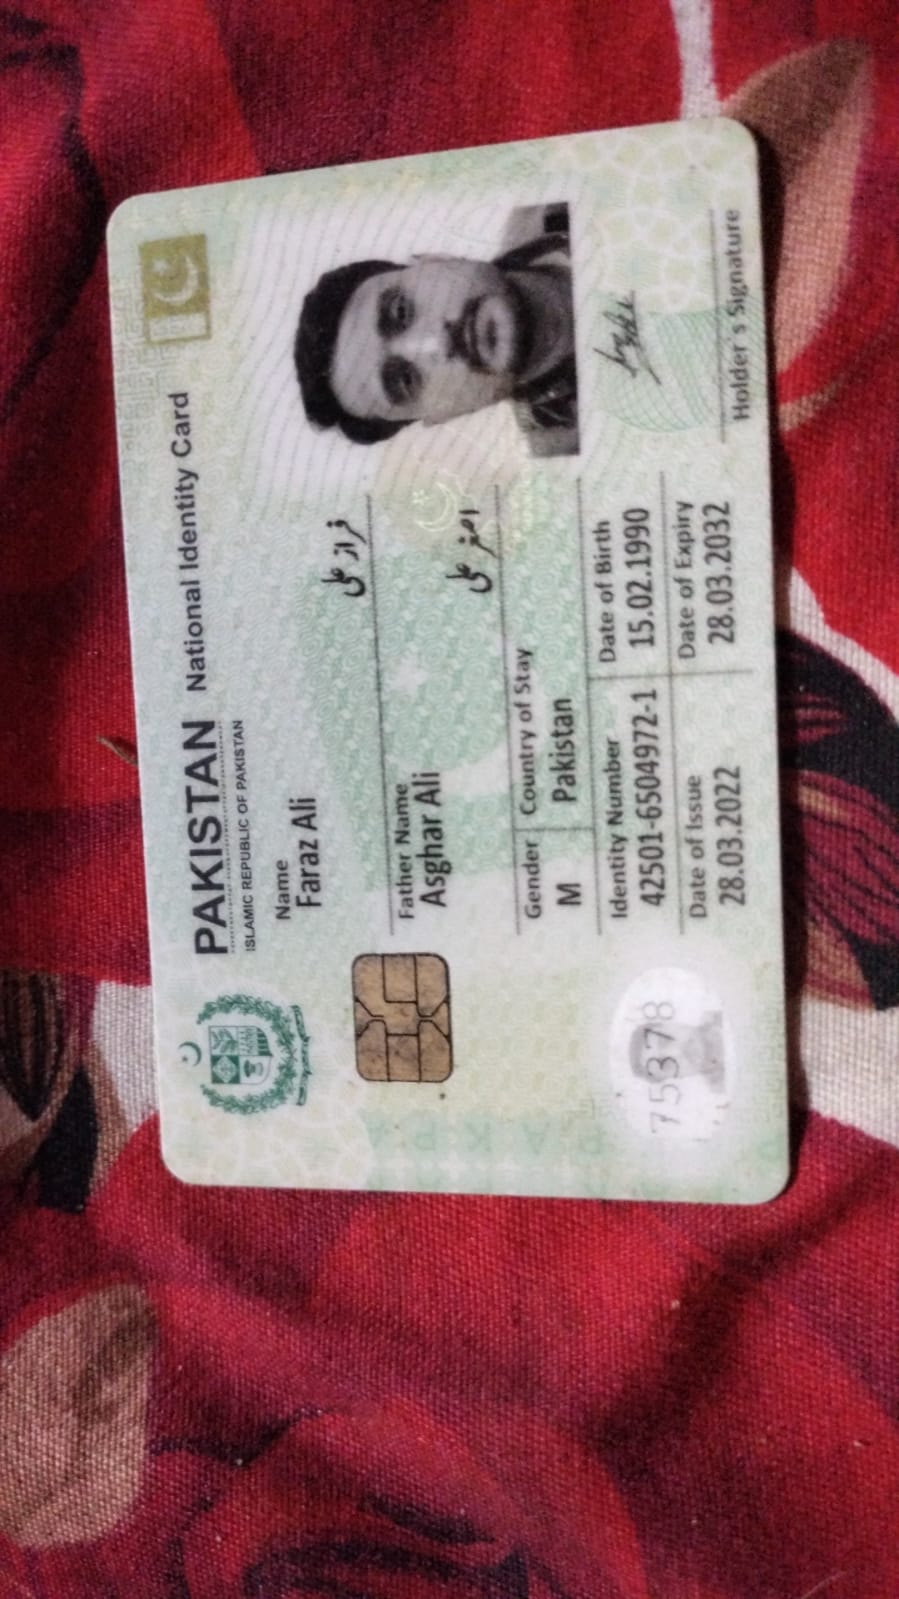 PAKISTAN National Identity Card
ISLAMIC REPUBLIC OF PAKISTAN
Name
Faraz Ali
فراز علی
Father Name
Asghar Ali
اصغر علی
Gender Country of Stay
M Pakistan
Identity Number Date of Birth
42501-6504972-1 15.02.1990
Date of Issue Date of Expiry
28.03.2022 28.03.2032
75378
Holder's Signature